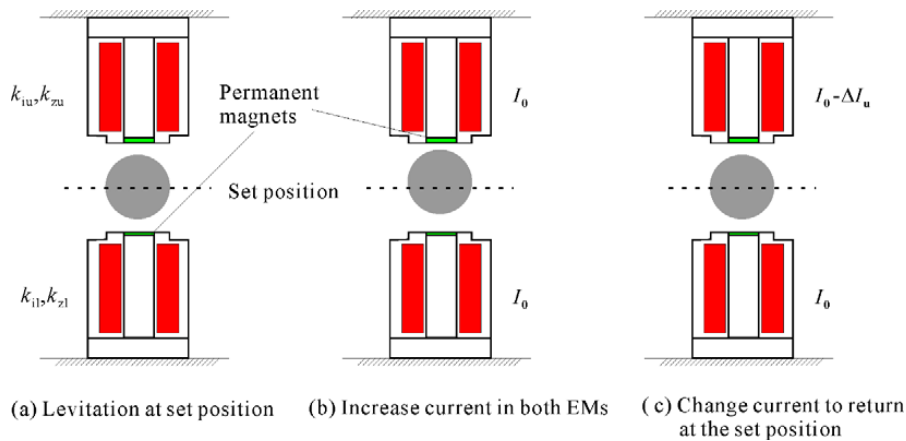 k_iu,k_zu
Permanent
magnets
I_0
I_0-ΔI_u
Set position
k_il,k_zl
I_0
I_0
(a) Levitation at set position
(b) Increase current in both EMs
(c) Change current to return
at the set position